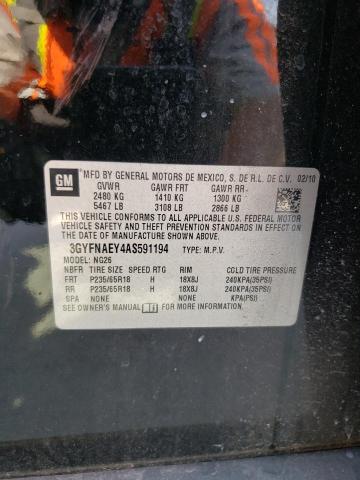 GM
MFD BY GENERAL MOTORS DE MEXICO, S. DE R.L. DE C.V. 02/10
GVWR GAWR FRT GAWR RR
2480 KG 1410 KG 1300 KG
5467 LB 3108 LB 2866 LB
THIS VEHICLE CONFORMS TO ALL APPLICABLE U.S. FEDERAL MOTOR
VEHICLE SAFETY AND THEFT PREVENTION STANDARDS IN EFFECT ON
THE DATE OF MANUFACTURE SHOWN ABOVE.
3GYFNAEY4AS591194 TYPE: M.P.V.
MODEL: NG26
NBFR TIRE SIZE SPEED RTG RIM COLD TIRE PRESSURE
FRT P235/65R18 H 18X8J 240KPA(35PSI)
RR P235/65R18 H 18X8J 240KPA(35PSI)
SPA NONE NONE KPA(PSI)
SEE OWNER'S MANUAL FOR MORE INFORMATION.